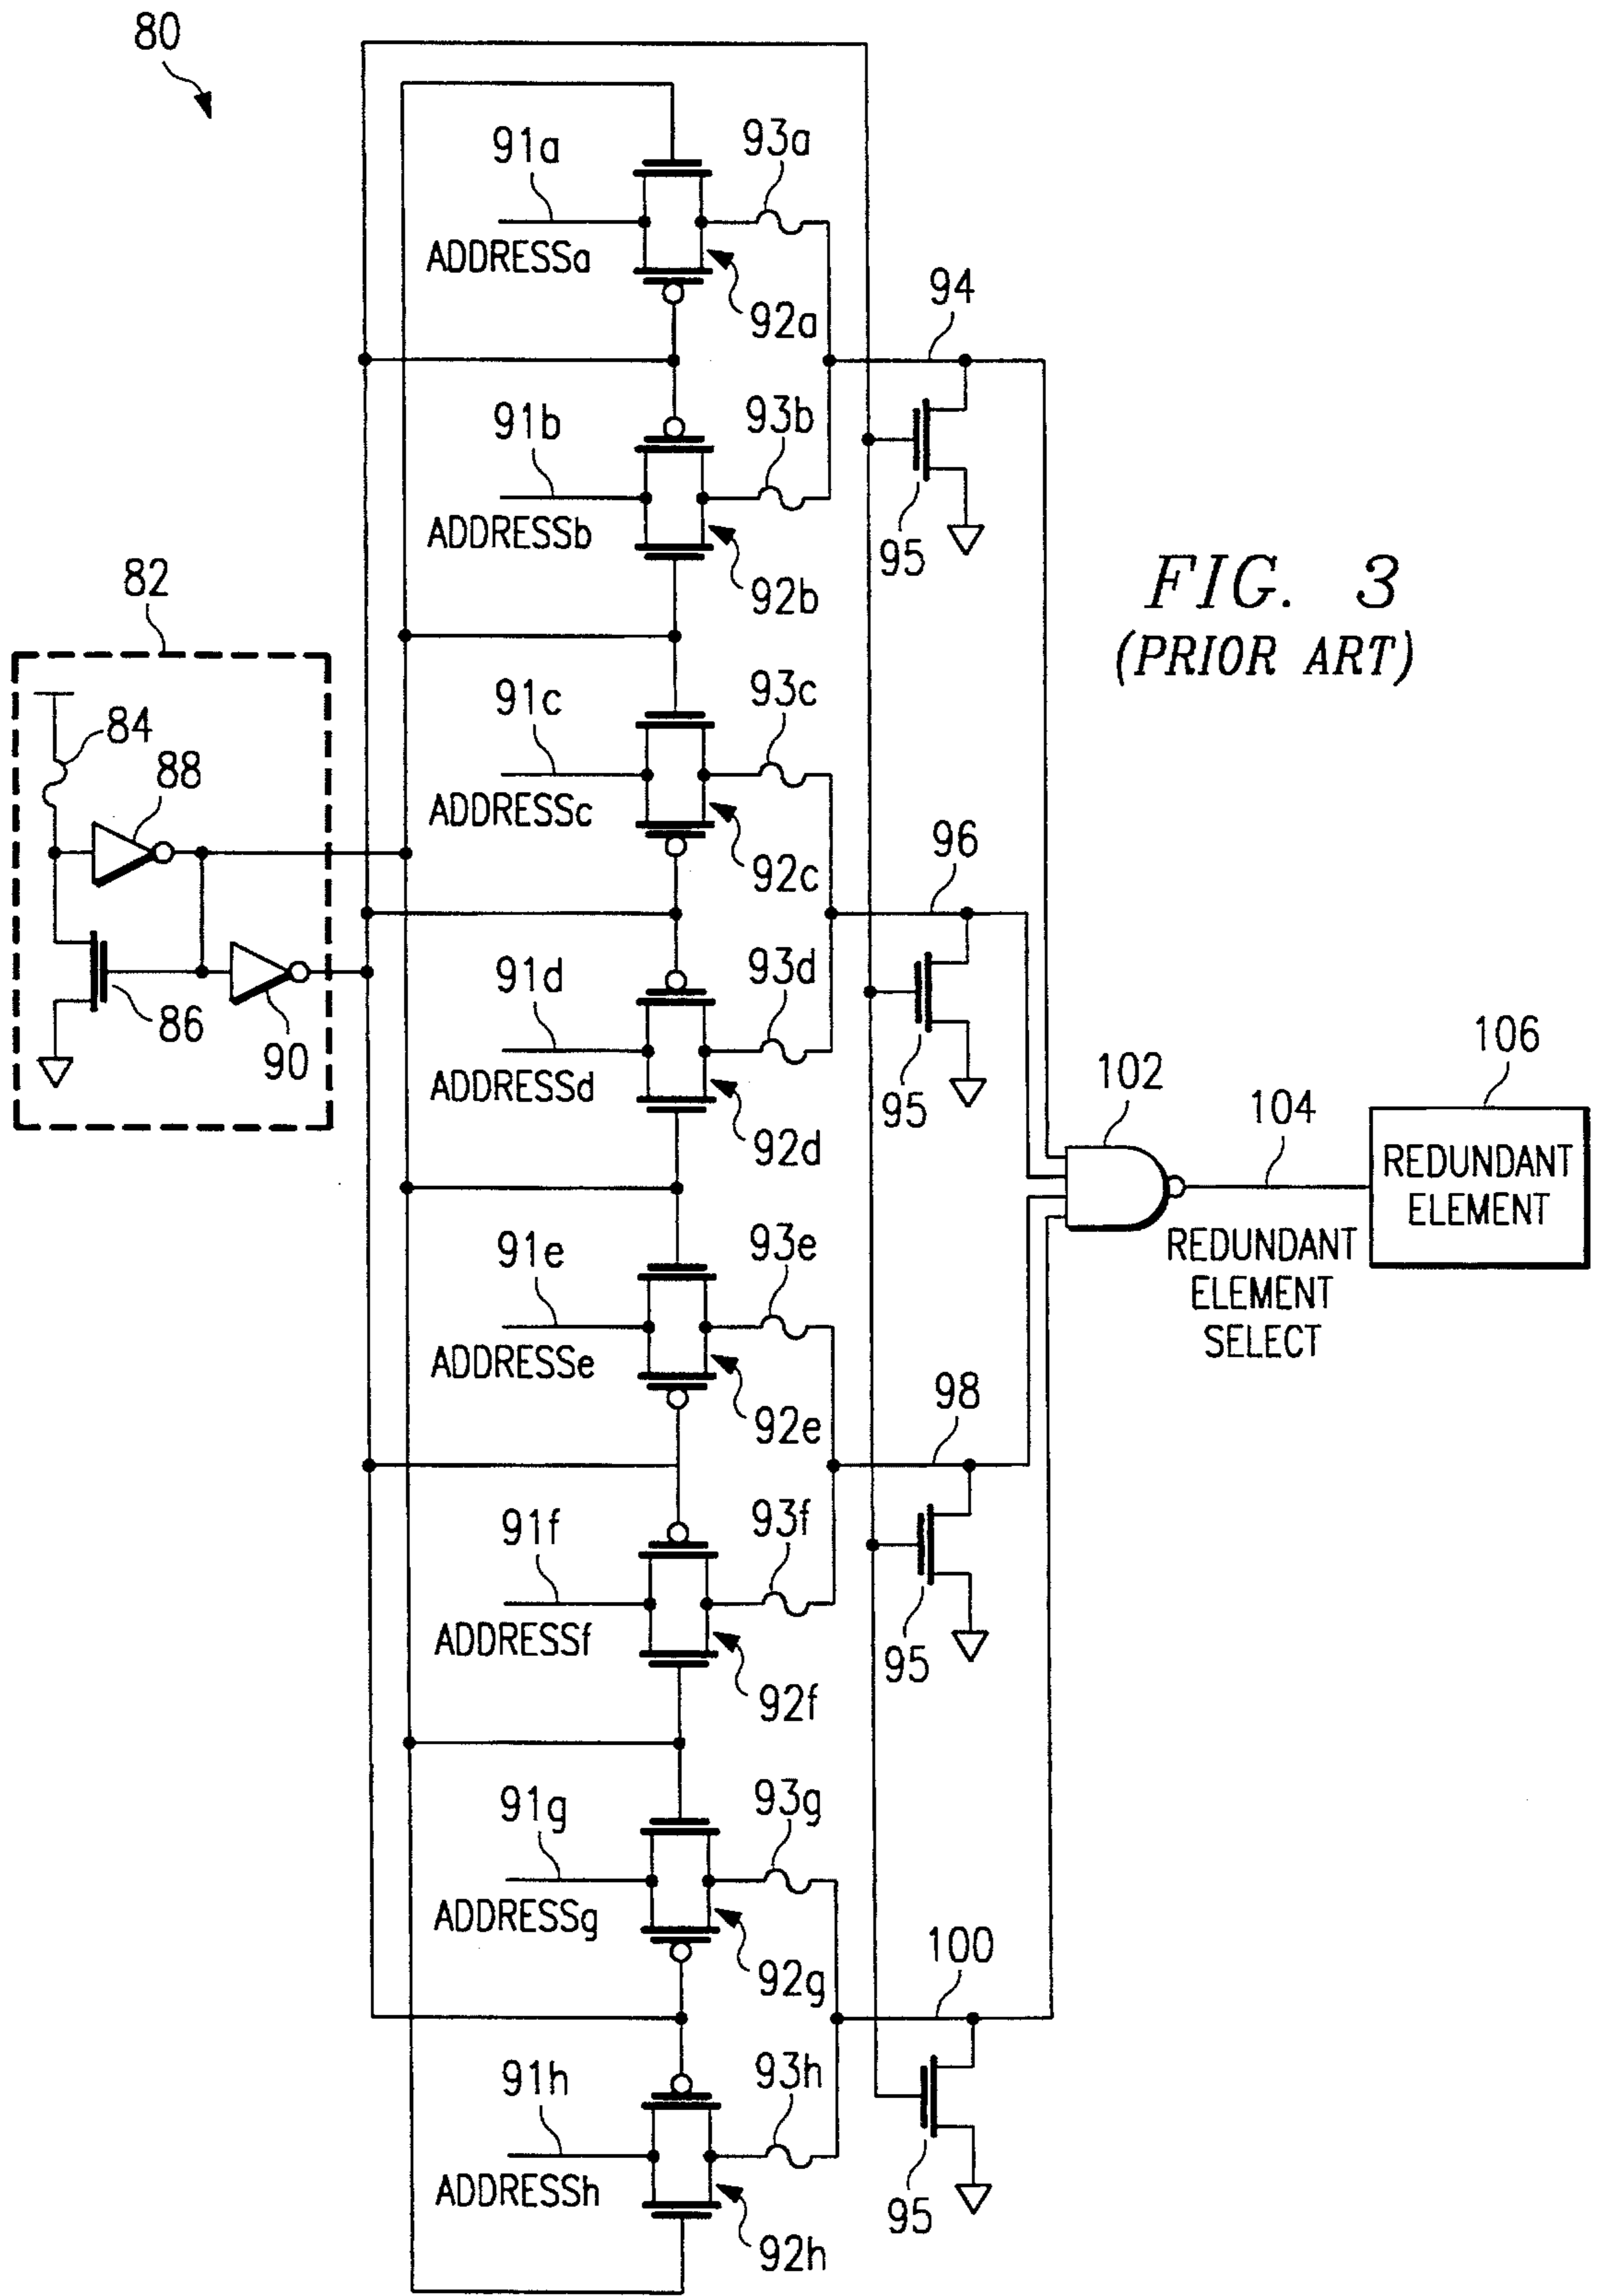 80
91a
93a
ADDRESSa
92a
94
91b
93b
ADDRESSb
92b
95
FIG. 3
(PRIOR ART)
82
84
88
86
90
91c
93c
ADDRESSc
92c
96
91d
93d
ADDRESSd
92d
95
102
104
106
REDUNDANT
ELEMENT
REDUNDANT
ELEMENT
SELECT
91e
93e
ADDRESSe
92e
98
91f
93f
ADDRESSf
92f
95
91g
93g
ADDRESSg
92g
100
91h
93h
ADDRESSh
92h
95